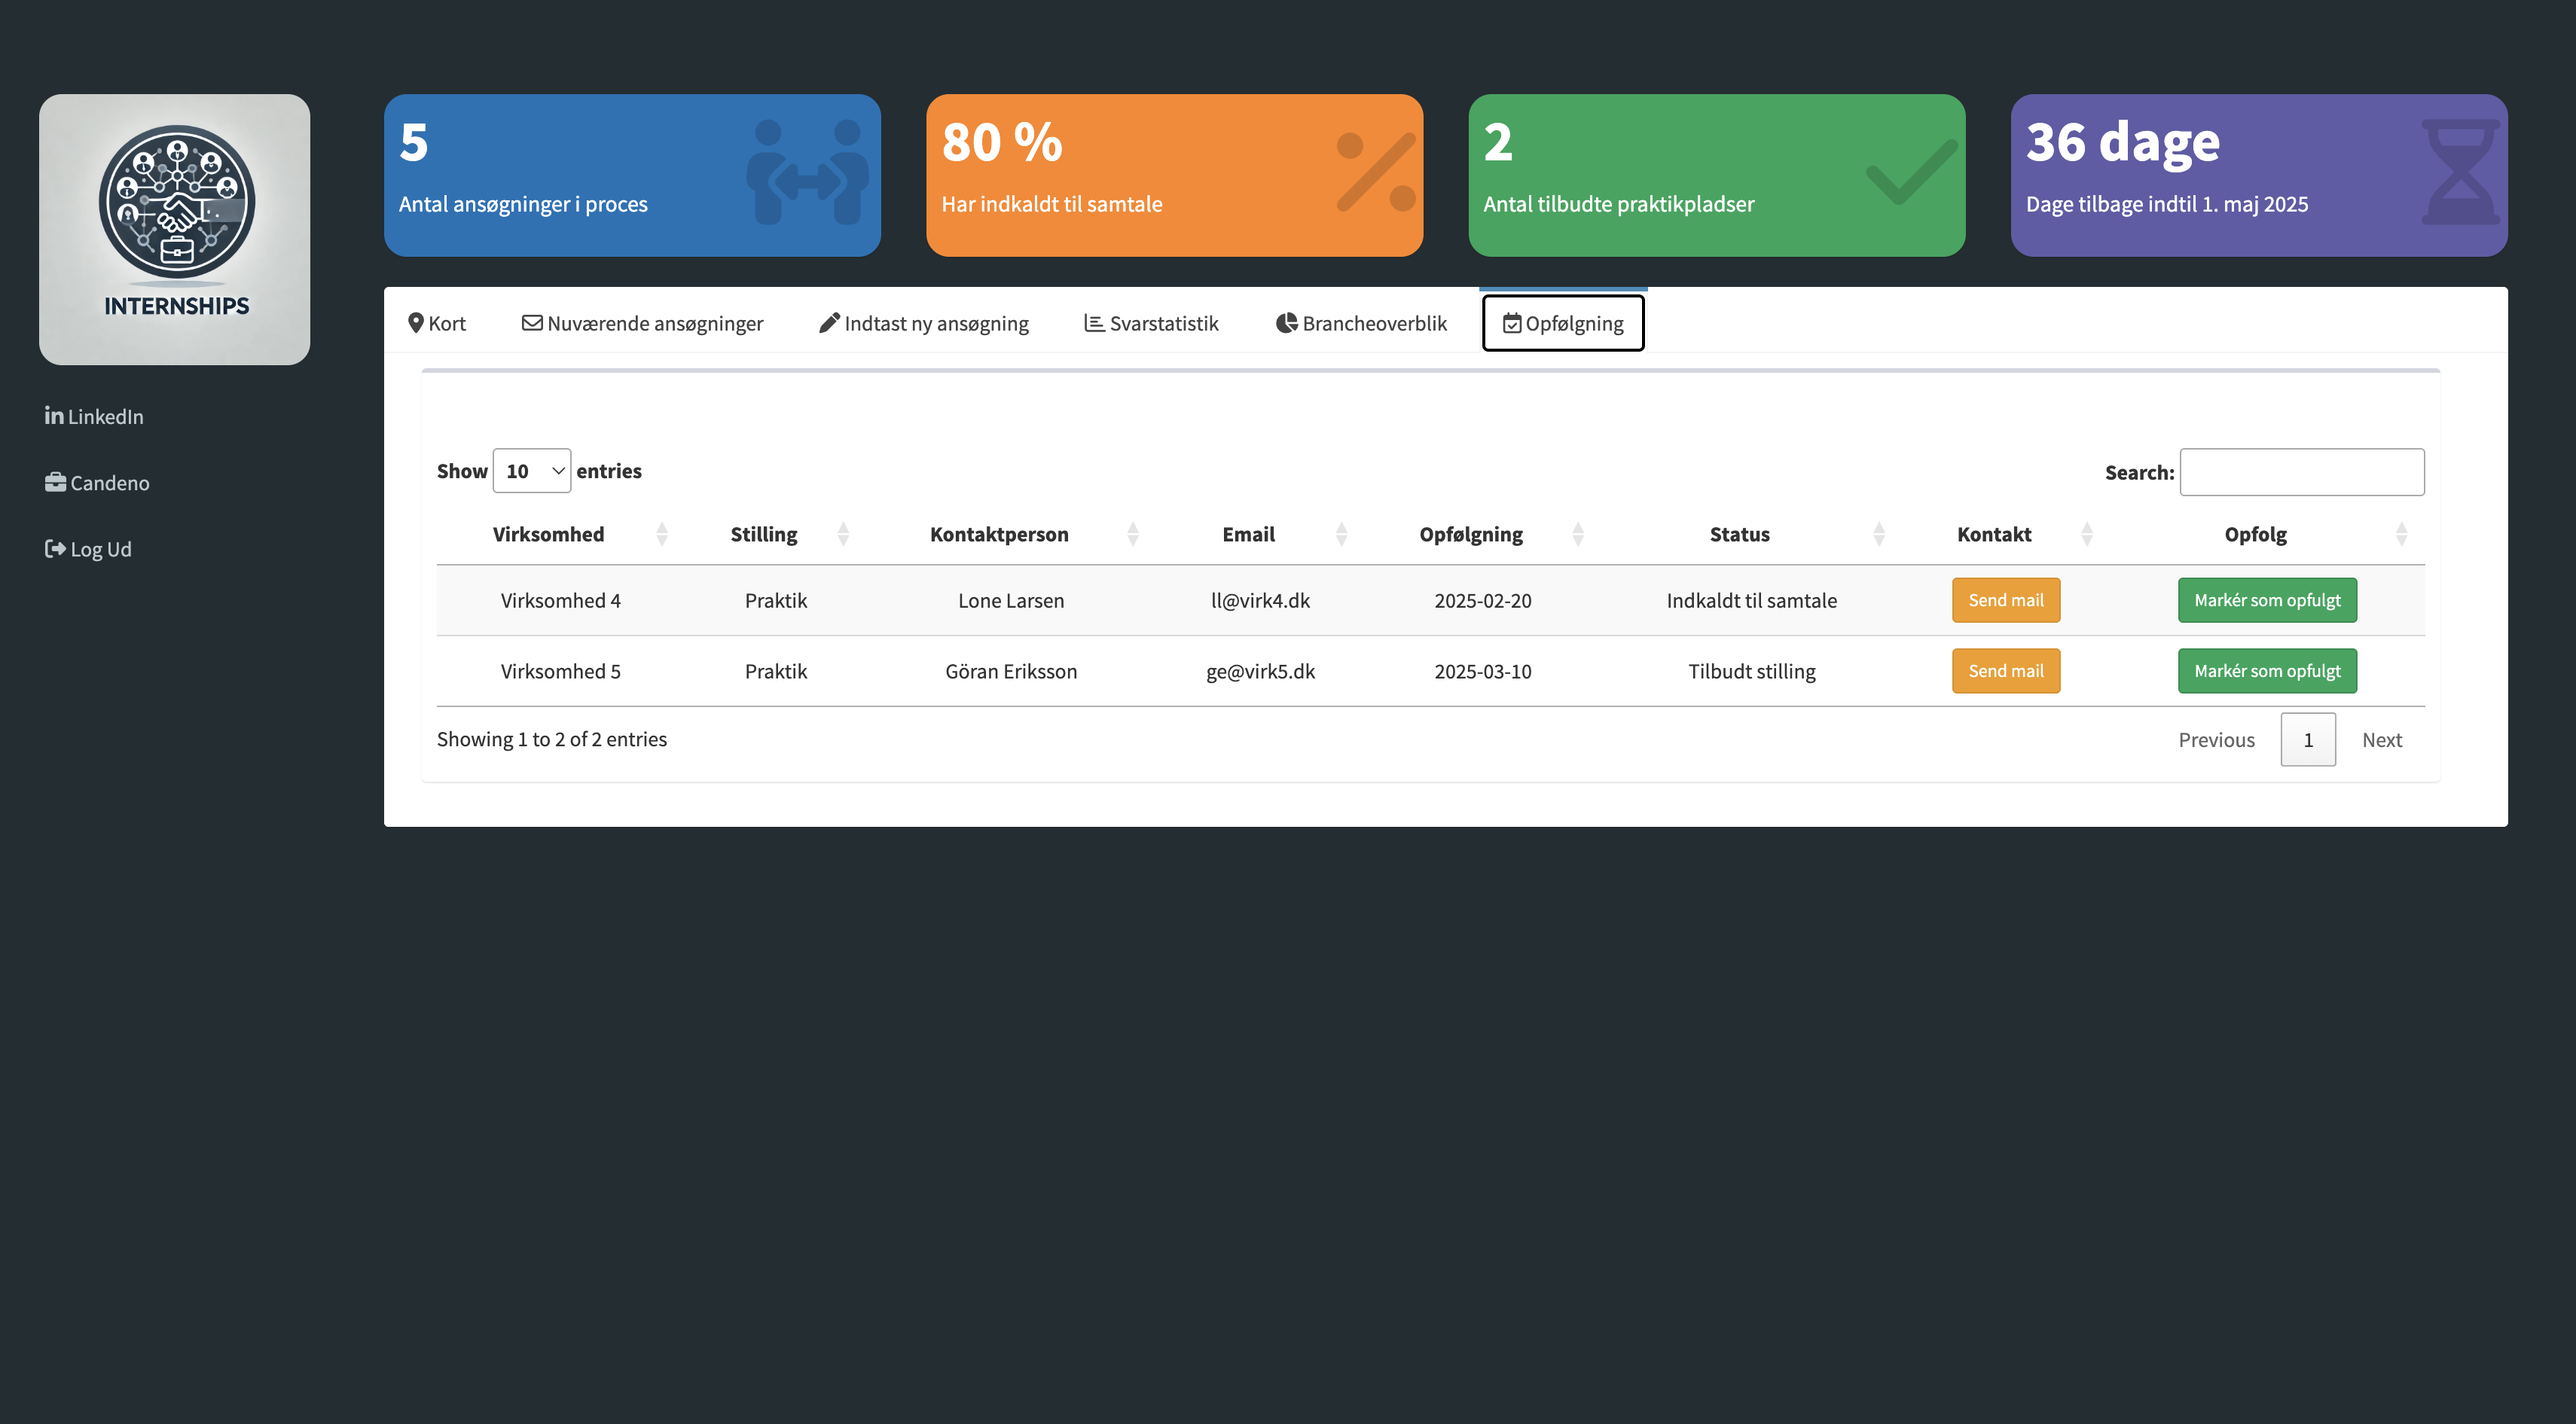 INTERNSHIPS
LinkedIn
Candeno
Log Ud
5
Antal ansøgninger i proces
80 %
Har indkaldt til samtale
2
Antal tilbudte praktikpladser
36 dage
Dage tilbage indtil 1. maj 2025
Kort Nuværende ansøgninger Indtast ny ansøgning Svarstatistik Brancheoverblik Opfølgning
Show 10 entries Search:
Virksomhed Stilling Kontaktperson Email Opfølgning Status Kontakt Opfolg
Virksomhed 4 Praktik Lone Larsen ll@virk4.dk 2025-02-20 Indkaldt til samtale Send mail Markér som opfulgt
Virksomhed 5 Praktik Göran Eriksson ge@virk5.dk 2025-03-10 Tilbudt stilling Send mail Markér som opfulgt
Showing 1 to 2 of 2 entries Previous 1 Next